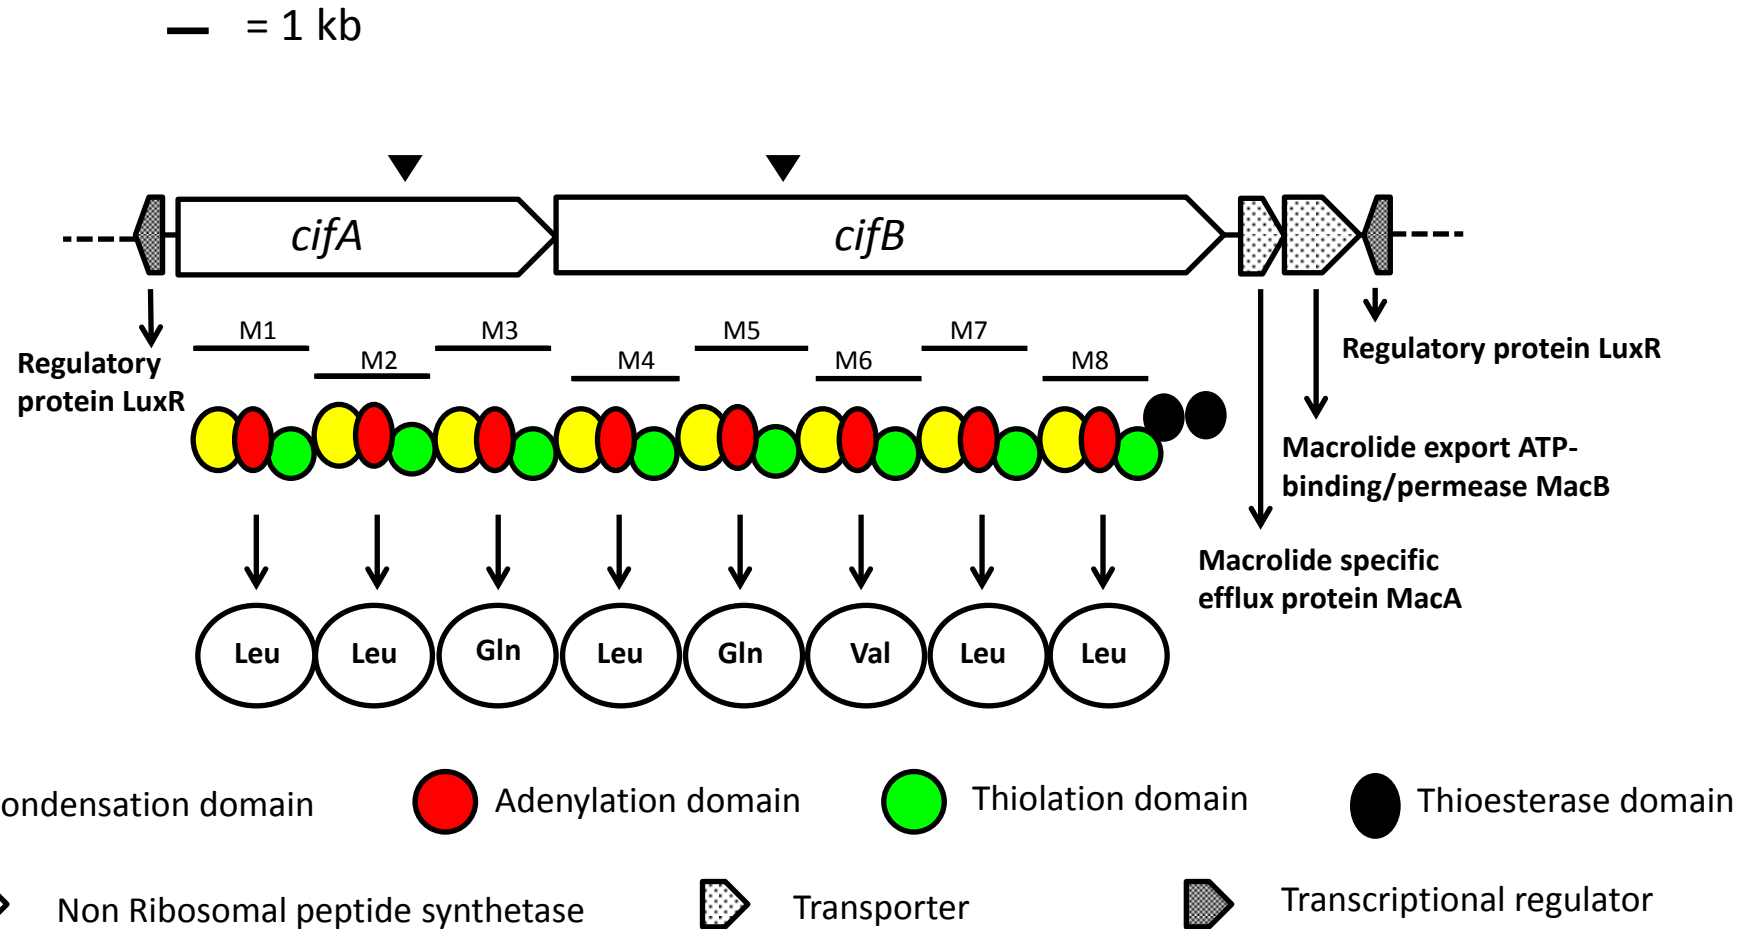 = 1 kb
cifA
cifB
M1
M2
M3
M4
M5
M6
M7
M8
Regulatory
protein LuxR
Regulatory protein LuxR
Macrolide export ATP-
binding/permease MacB
Macrolide specific
efflux protein MacA
Leu
Leu
Gln
Leu
Gln
Val
Leu
Leu
ondensation domain
Adenylation domain
Thiolation domain
Thioesterase domain
Non Ribosomal peptide synthetase
Transporter
Transcriptional regulator